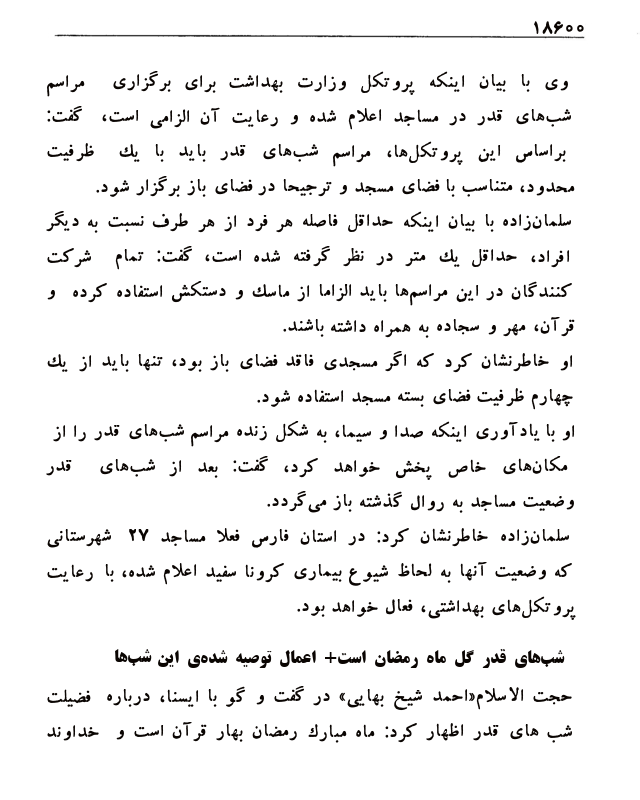 ۱۸۶۰۰
وی با بیان اینکه پروتکل وزارت بهداشت برای برگزاری مراسم
شب‌های قدر در مساجد اعلام شده و رعایت آن الزامی است، گفت:
براساس این پروتکل‌ها، مراسم شب‌های قدر باید با یك ظرفیت
محدود، متناسب با فضای مسجد و ترجیحا در فضای باز برگزار شود.
سلمان‌زاده با بیان اینکه حداقل فاصله هر فرد از هر طرف نسبت به دیگر
افراد، حداقل یك متر در نظر گرفته شده است، گفت: تمام شرکت
کنندگان در این مراسم‌ها باید الزاما از ماسك و دستکش استفاده کرده و
قرآن، مهر و سجاده به همراه داشته باشند.
او خاطرنشان کرد که اگر مسجدی فاقد فضای باز بود، تنها باید از یك
چهارم ظرفیت فضای بسته مسجد استفاده شود.
او با یادآوری اینکه صدا و سیما، به شکل زنده مراسم شب‌های قدر را از
مکان‌های خاص پخش خواهد کرد، گفت: بعد از شب‌های قدر
وضعیت مساجد به روال گذشته باز می‌گردد.
سلمان‌زاده خاطرنشان کرد: در استان فارس فعلا مساجد ۲۷ شهرستانی
که وضعیت آنها به لحاظ شیوع بیماری کرونا سفید اعلام شده، با رعایت
پروتکل‌های بهداشتی، فعال خواهد بود.
شب‌های قدر گل ماه رمضان است+ اعمال توصیه شده‌ی این شب‌ها
حجت الاسلام«احمد شیخ بهایی» در گفت و گو با ایسنا، درباره فضیلت
شب های قدر اظهار کرد: ماه مبارك رمضان بهار قرآن است و خداوند